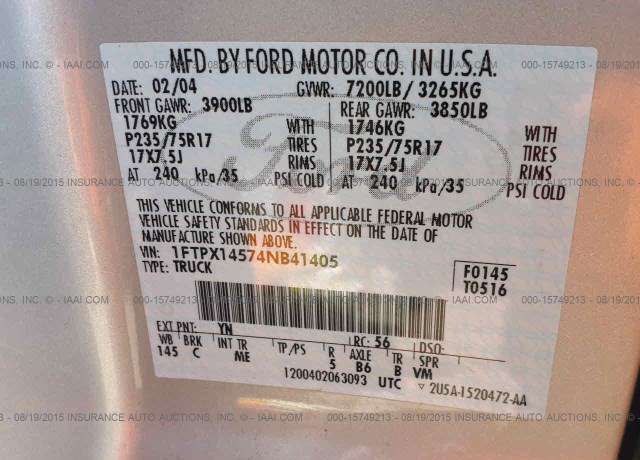 MFD. BY FORD MOTOR CO. IN U.S.A.
DATE: 02/04 GVWR: 7200LB/ 3265KG
FRONT GAWR: 3900LB REAR GAWR: 3850LB
1769KG WITH 1746KG WITH
P235/75R17 TIRES P235/75R17 TIRES
17X7.5J RIMS 17X7.5J RIMS
AT 240 kPa/35 PSI COLD AT 240 kPa/35 PSI COLD
Ford
THIS VEHICLE CONFORMS TO ALL APPLICABLE FEDERAL MOTOR
VEHICLE SAFETY STANDARDS IN EFFECT ON THE DATE OF
MANUFACTURE SHOWN ABOVE.
VIN: 1FTPX14574NB41405
TYPE: TRUCK
F0145
T0516
EXT PNT: YN RC: 56 DSO:
WB BRK INT TR TP/PS R AXLE TR SPR
145 C ME 5 B6 B VM
1200402063093 UTC ▽ 2U5A-1520472-AA
INSURANCE AUTO AUCTIONS, INC. - IAAI.COM 000-15749213 - 08/19/2015